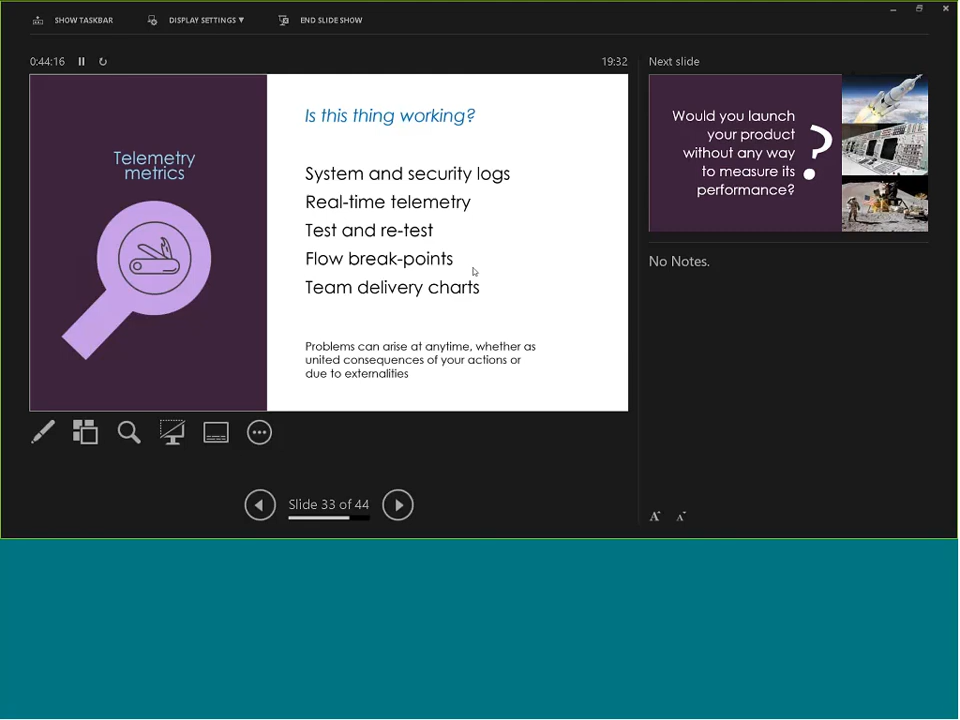 SHOW TASKBAR
DISPLAY SETTINGS ▼
END SLIDE SHOW
0:44:16
19:32
Next slide
Telemetry
metrics
Is this thing working?
System and security logs
Real-time telemetry
Test and re-test
Flow break-points
Team delivery charts
Problems can arise at anytime, whether as
united consequences of your actions or
due to externalities
Would you launch
your product
without any way
to measure its
performance?
?
No Notes.
Slide 33 of 44
A A